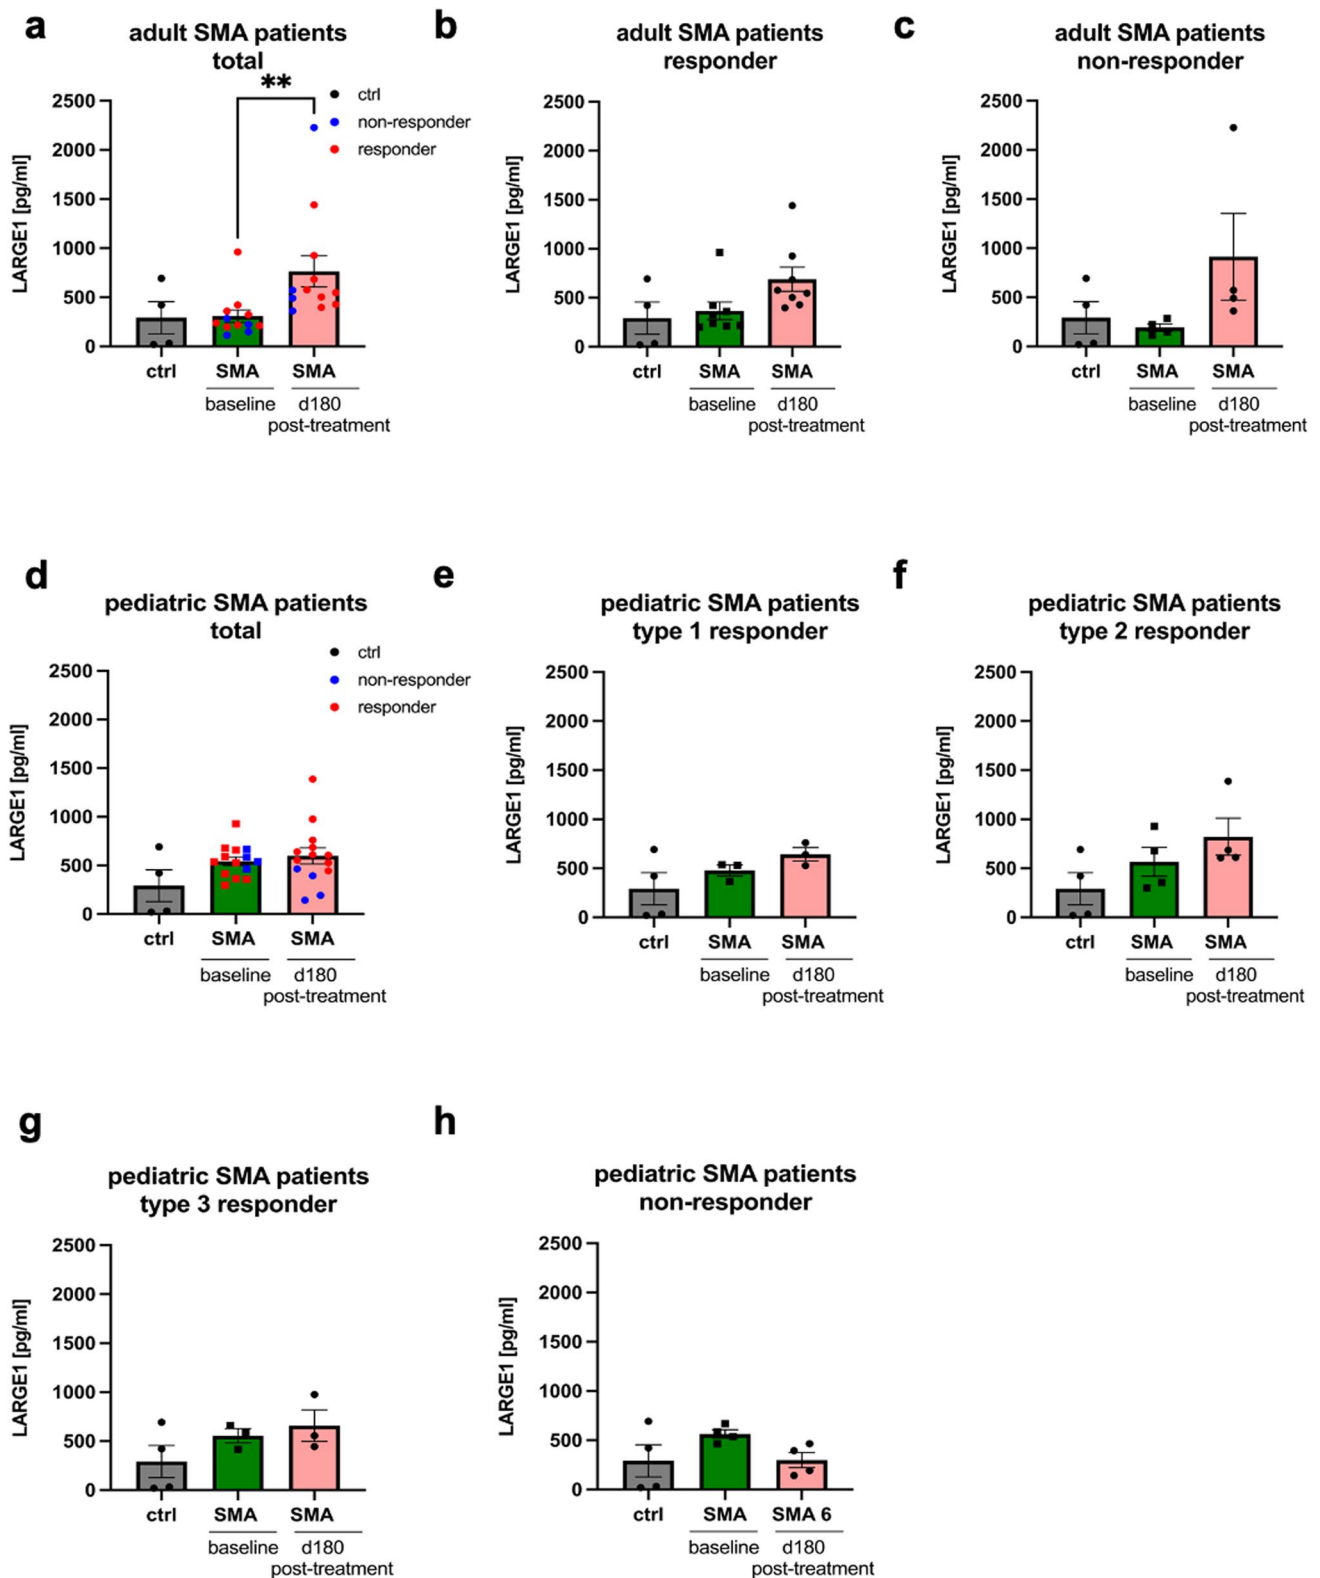 a
adult SMA patients
total
**
ctrl
non-responder
responder
LARGE1 [pg/ml]
2500
2000
1500
1000
500
0
ctrl
SMA
SMA
baseline
d180
post-treatment
b
adult SMA patients
responder
LARGE1 [pg/ml]
2500
2000
1500
1000
500
0
ctrl
SMA
SMA
baseline
d180
post-treatment
c
adult SMA patients
non-responder
LARGE1 [pg/ml]
2500
2000
1500
1000
500
0
ctrl
SMA
SMA
baseline
d180
post-treatment
d
pediatric SMA patients
total
ctrl
non-responder
responder
LARGE1 [pg/ml]
2500
2000
1500
1000
500
0
ctrl
SMA
SMA
baseline
d180
post-treatment
e
pediatric SMA patients
type 1 responder
LARGE1 [pg/ml]
2500
2000
1500
1000
500
0
ctrl
SMA
SMA
baseline
d180
post-treatment
f
pediatric SMA patients
type 2 responder
LARGE1 [pg/ml]
2500
2000
1500
1000
500
0
ctrl
SMA
SMA
baseline
d180
post-treatment
g
pediatric SMA patients
type 3 responder
LARGE1 [pg/ml]
2500
2000
1500
1000
500
0
ctrl
SMA
SMA
baseline
d180
post-treatment
h
pediatric SMA patients
non-responder
LARGE1 [pg/ml]
2500
2000
1500
1000
500
0
ctrl
SMA
SMA 6
baseline
d180
post-treatment